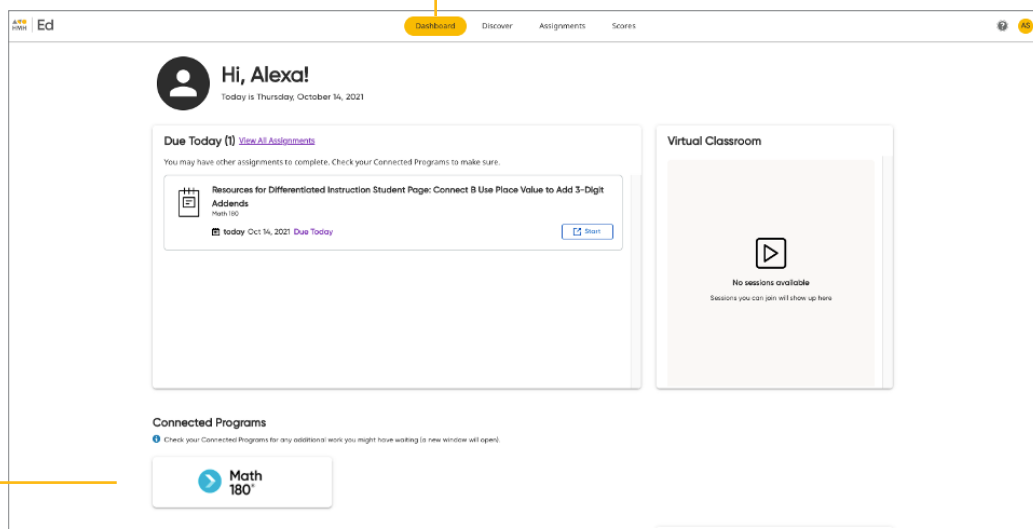 HMH Ed
Dashboard Discover Assignments Scores
AS
Hi, Alexa!
Today is Thursday, October 14, 2021
Due Today (1) View All Assignments
You may have other assignments to complete. Check your Connected Programs to make sure.
Resources for Differentiated Instruction Student Page: Connect B Use Place Value to Add 3-Digit
Addends
Math 180
today Oct 14, 2021 Due Today
Start
Virtual Classroom
No sessions available
Sessions you can join will show up here
Connected Programs
Check your Connected Programs for any additional work you might have waiting (a new window will open).
Math
180°